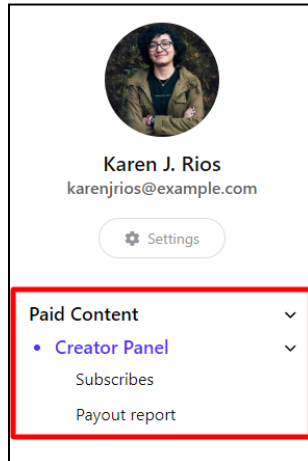 Karen J. Rios
karenjrios@example.com
Settings
Paid Content
Creator Panel
Subscribes
Payout report